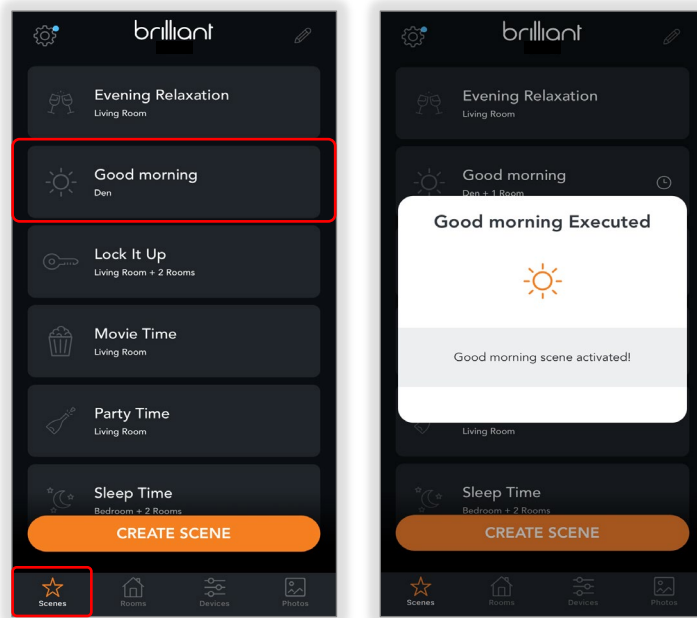 brilliant
Evening Relaxation
Living Room
Good morning
Den
Lock It Up
Living Room + 2 Rooms
Movie Time
Living Room
Party Time
Living Room
Sleep Time
Bedroom + 2 Rooms
CREATE SCENE
Scenes Rooms Devices Photos
brilliant
Evening Relaxation
Living Room
Good morning
Den + 1 Room
Good morning Executed
Good morning scene activated!
Living Room
Sleep Time
Bedroom + 2 Rooms
CREATE SCENE
Scenes Rooms Devices Photos